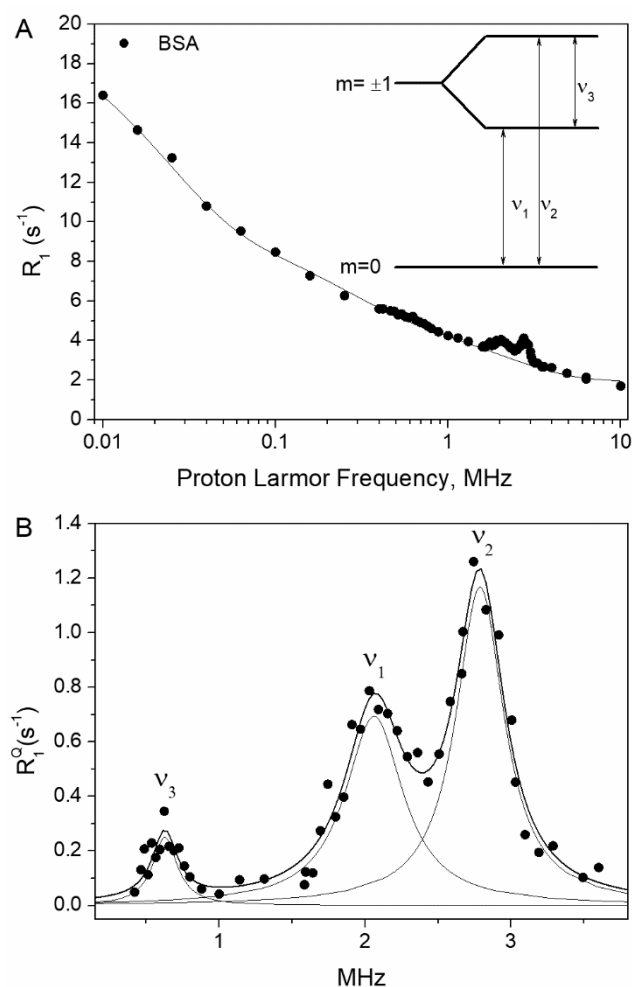 A
BSA
m= ±1
ν3
ν1
ν2
m=0
R1 (s-1)
20
18
16
14
12
10
8
6
4
2
0
0.01
0.1
1
10
Proton Larmor Frequency, MHz
B
ν2
ν1
ν3
R1Q(s-1)
1.4
1.2
1.0
0.8
0.6
0.4
0.2
0.0
1
2
3
MHz